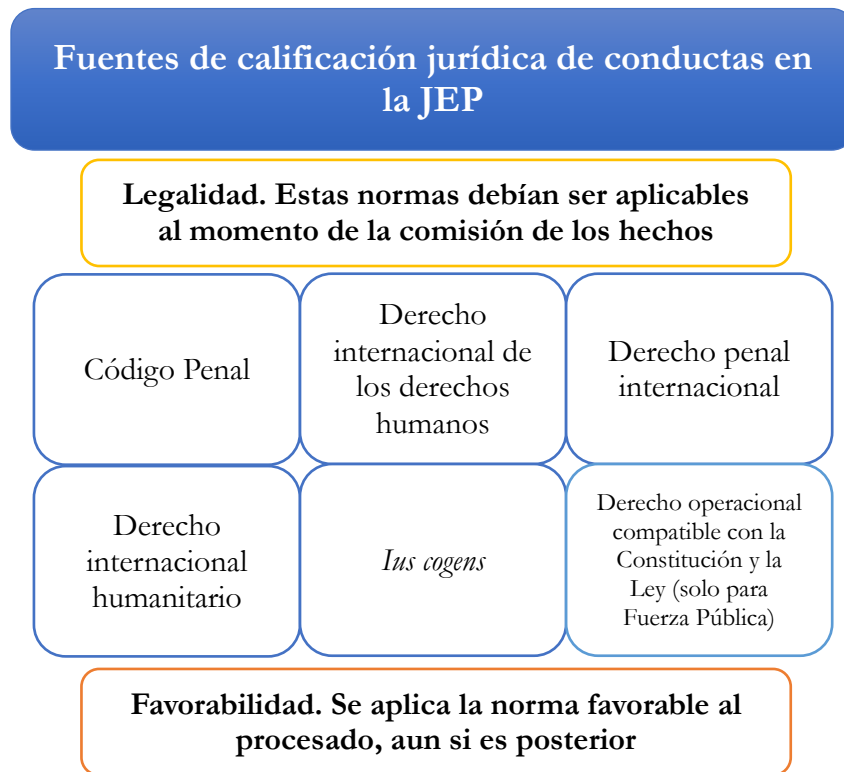 Fuentes de calificación jurídica de conductas en
la JEP
Legalidad. Estas normas debían ser aplicables
al momento de la comisión de los hechos
Código Penal
Derecho
internacional de
los derechos
humanos
Derecho penal
internacional
Derecho
internacional
humanitario
Ius cogens
Derecho operacional
compatible con la
Constitución y la
Ley (solo para
Fuerza Pública)
Favorabilidad. Se aplica la norma favorable al
procesado, aun si es posterior